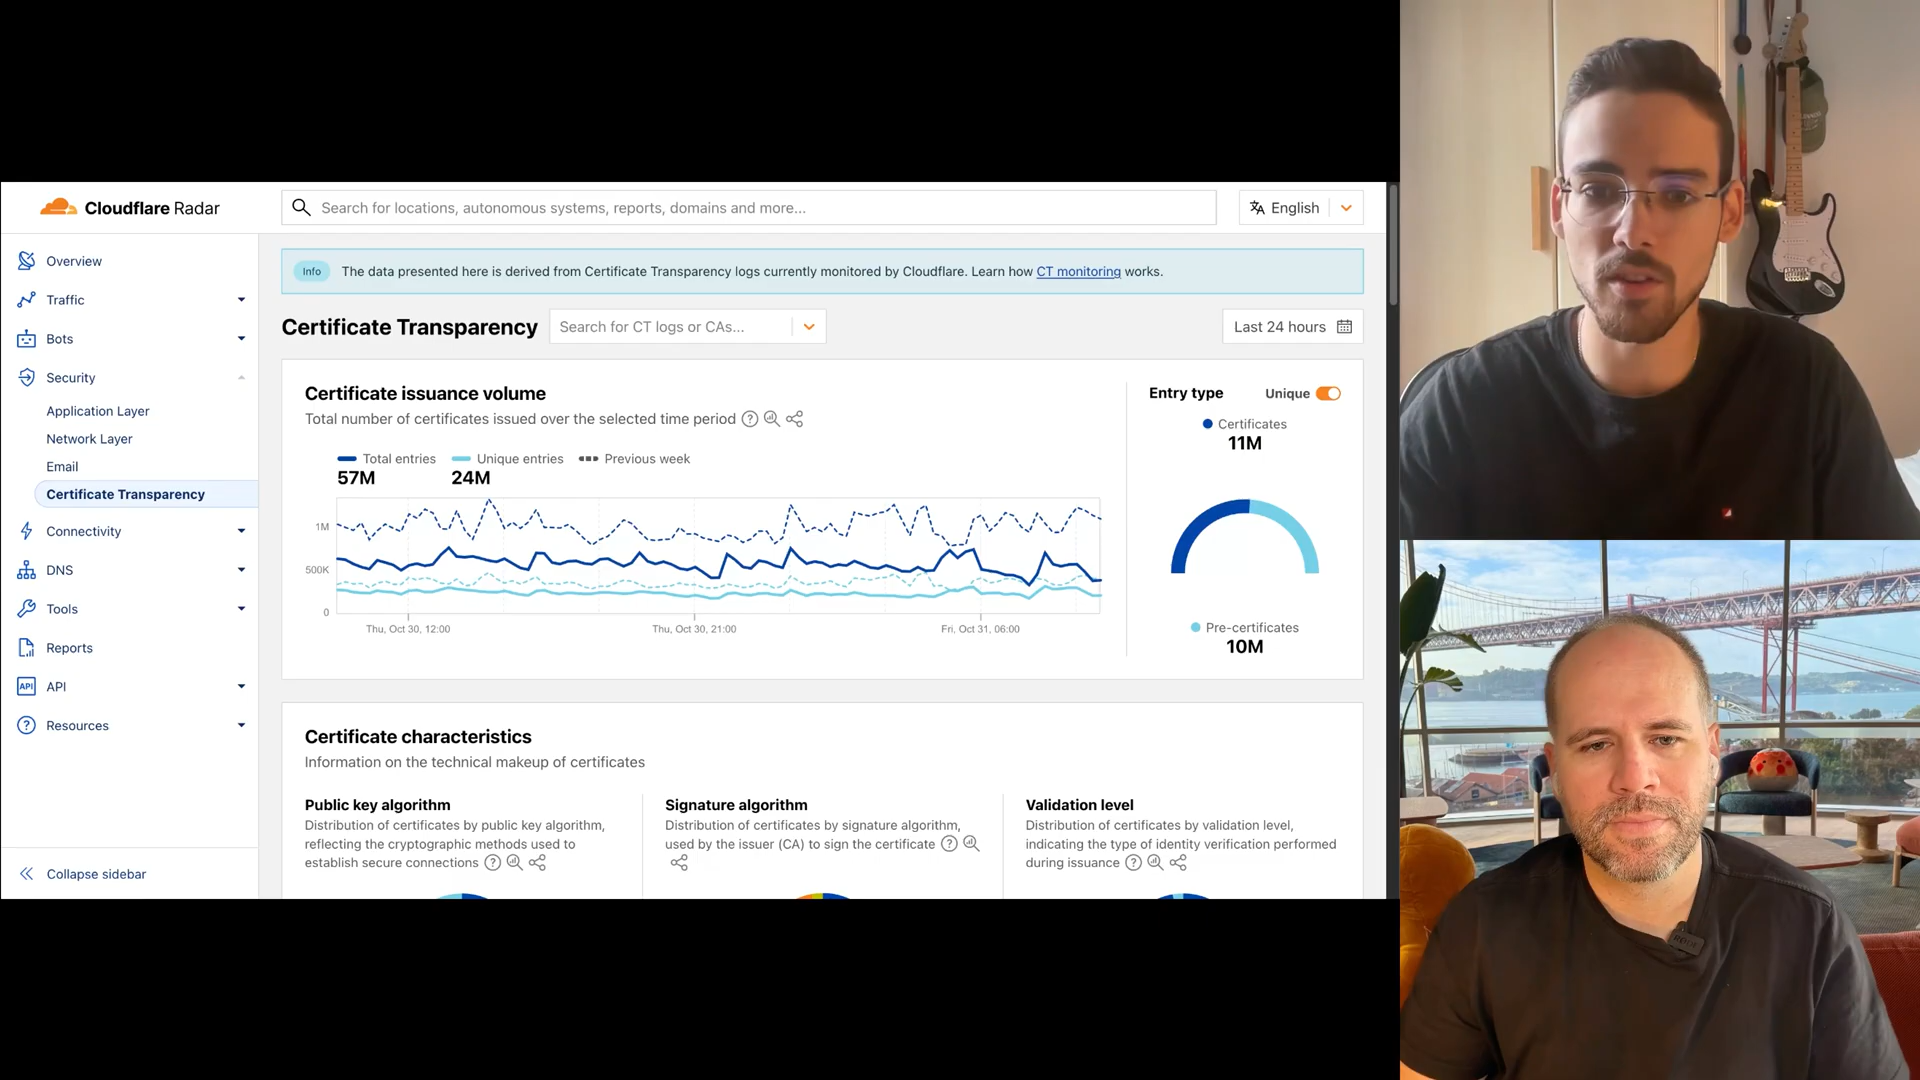 Cloudflare Radar
Search for locations, autonomous systems, reports, domains and more...
English
Overview
Traffic
Bots
Security
Application Layer
Network Layer
Email
Certificate Transparency
Connectivity
DNS
Tools
Reports
API
API
Resources
Collapse sidebar
Info
The data presented here is derived from Certificate Transparency logs currently monitored by Cloudflare. Learn how CT monitoring works.
Certificate Transparency
Search for CT logs or CAs...
Last 24 hours
Certificate issuance volume
Total number of certificates issued over the selected time period
Total entries
57M
Unique entries
24M
Previous week
1M
500K
0
Thu, Oct 30, 12:00
Thu, Oct 30, 21:00
Fri, Oct 31, 06:00
Entry type
Unique
Certificates
11M
Pre-certificates
10M
Certificate characteristics
Information on the technical makeup of certificates
Public key algorithm
Distribution of certificates by public key algorithm,
reflecting the cryptographic methods used to
establish secure connections
Signature algorithm
Distribution of certificates by signature algorithm,
used by the issuer (CA) to sign the certificate
Validation level
Distribution of certificates by validation level,
indicating the type of identity verification performed
during issuance